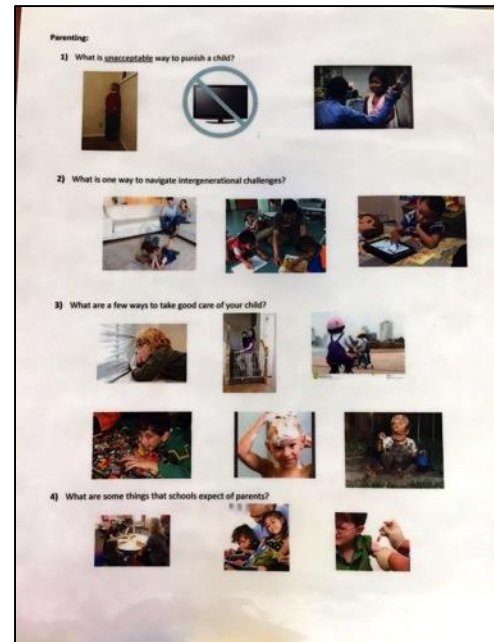 Parenting:
1) What is unacceptable way to punish a child?
2) What is one way to navigate intergenerational challenges?
3) What are a few ways to take good care of your child?
4) What are some things that schools expect of parents?